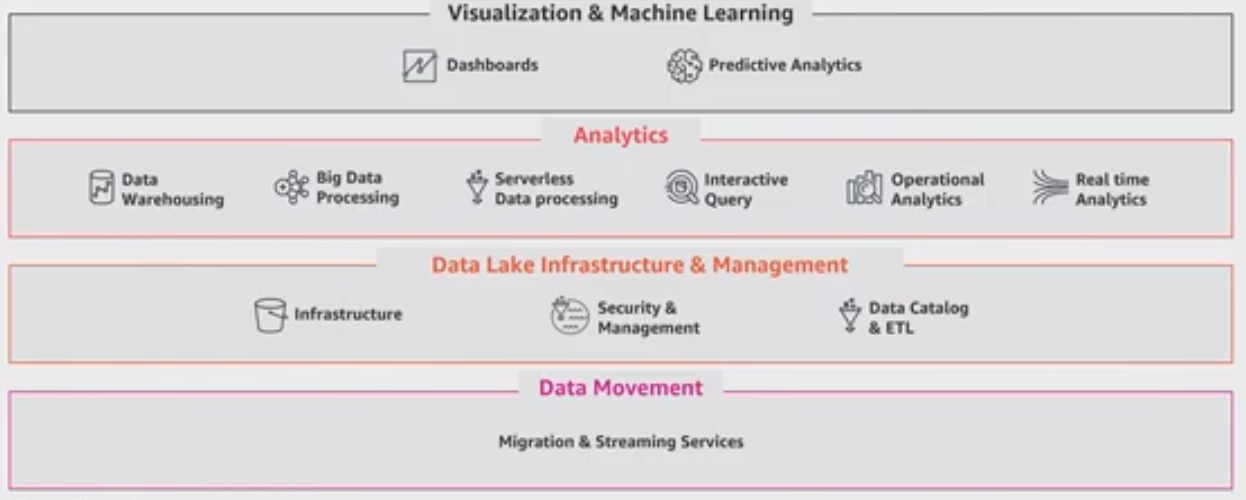 Visualization & Machine Learning
Dashboards
Predictive Analytics
Analytics
Data
Warehousing
Big Data
Processing
Serverless
Data processing
Interactive
Query
Operational
Analytics
Real time
Analytics
Data Lake Infrastructure & Management
Infrastructure
Security &
Management
Data Catalog
& ETL
Data Movement
Migration & Streaming Services